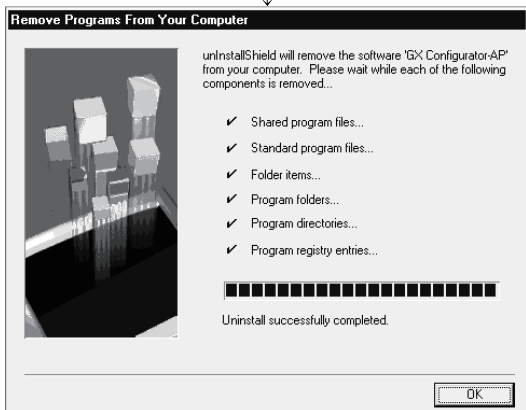 Remove Programs From Your Computer
unInstallShield will remove the software 'GX Configurator-AP'
from your computer.  Please wait while each of the following
components is removed...
✔ Shared program files...
✔ Standard program files...
✔ Folder items...
✔ Program folders...
✔ Program directories...
✔ Program registry entries...
Uninstall successfully completed.
OK